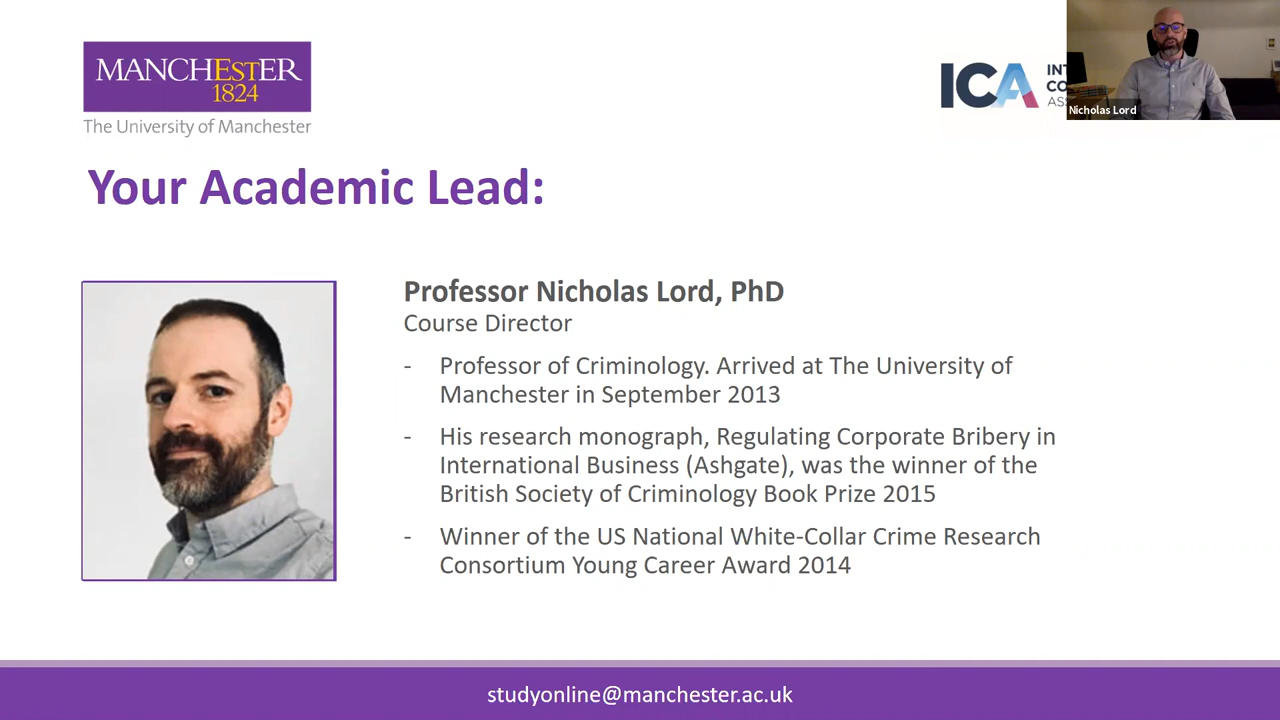 MANCHESTER
1824
The University of Manchester
ICA
INT
CO
ASS
Nicholas Lord
Your Academic Lead:
Professor Nicholas Lord, PhD
Course Director
- Professor of Criminology. Arrived at The University of
Manchester in September 2013
- His research monograph, Regulating Corporate Bribery in
International Business (Ashgate), was the winner of the
British Society of Criminology Book Prize 2015
- Winner of the US National White-Collar Crime Research
Consortium Young Career Award 2014
studyonline@manchester.ac.uk